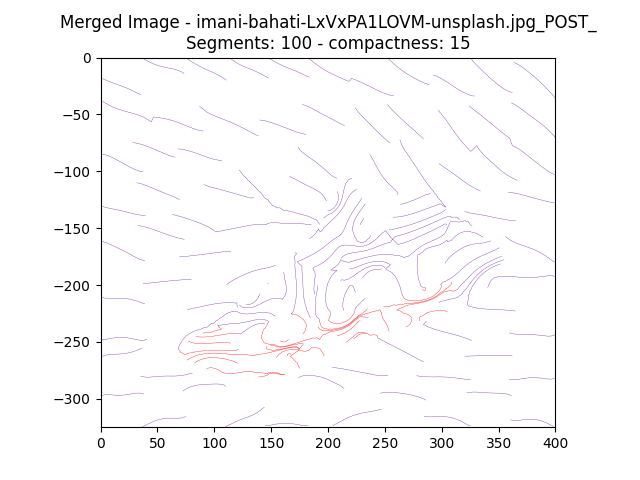 Merged Image - imani-bahati-LxVxPA1LOVM-unsplash.jpg_POST_
Segments: 100 - compactness: 15
0
−50
−100
−150
−200
−250
−300
0 50 100 150 200 250 300 350 400